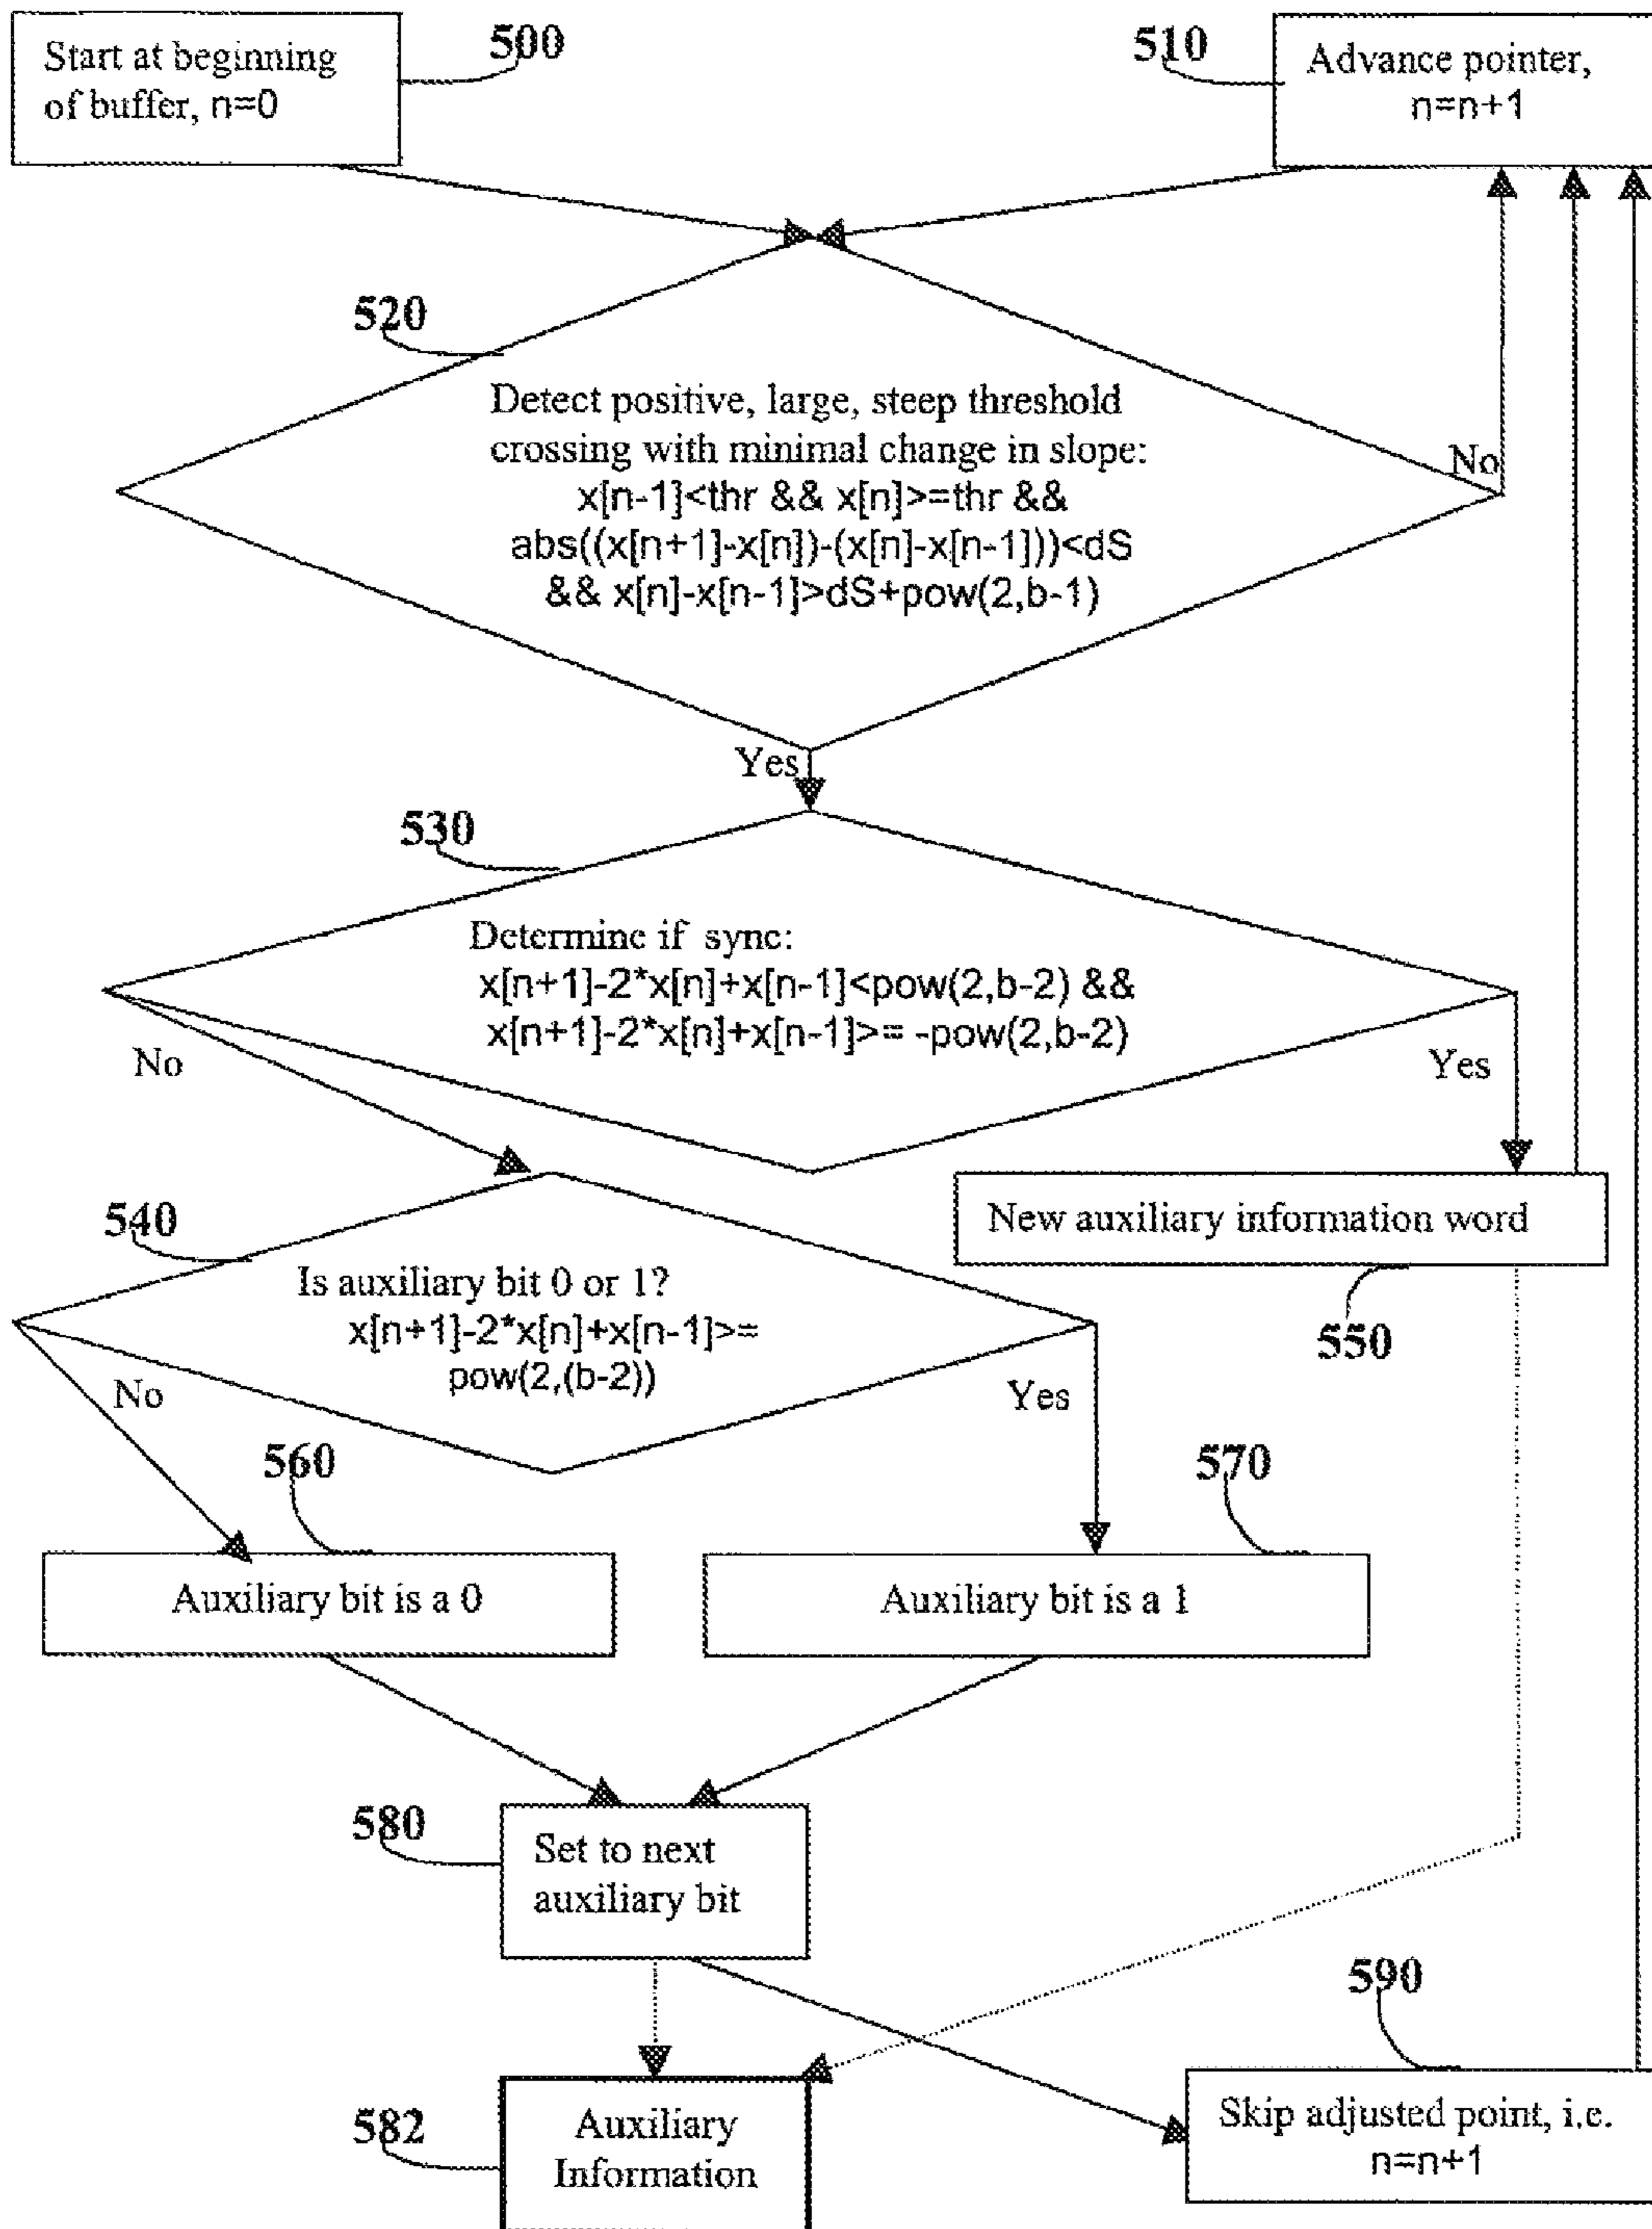 500
Start at beginning
of buffer, n=0
510
Advance pointer,
n=n+1
520
Detect positive, large, steep threshold
crossing with minimal change in slope:
x[n-1]<thr && x[n]>=thr &&
abs((x[n+1]-x[n])-(x[n]-x[n-1]))<dS
&& x[n]-x[n-1]>dS+pow(2,b-1)
No
Yes
530
Determine if sync:
x[n+1]-2*x[n]+x[n-1]<pow(2,b-2) &&
x[n+1]-2*x[n]+x[n-1]>= -pow(2,b-2)
No
Yes
540
Is auxiliary bit 0 or 1?
x[n+1]-2*x[n]+x[n-1]>=
pow(2,(b-2))
New auxiliary information word
550
No
Yes
560
570
Auxiliary bit is a 0
Auxiliary bit is a 1
580
Set to next
auxiliary bit
590
582
Auxiliary
Information
Skip adjusted point, i.e.
n=n+1